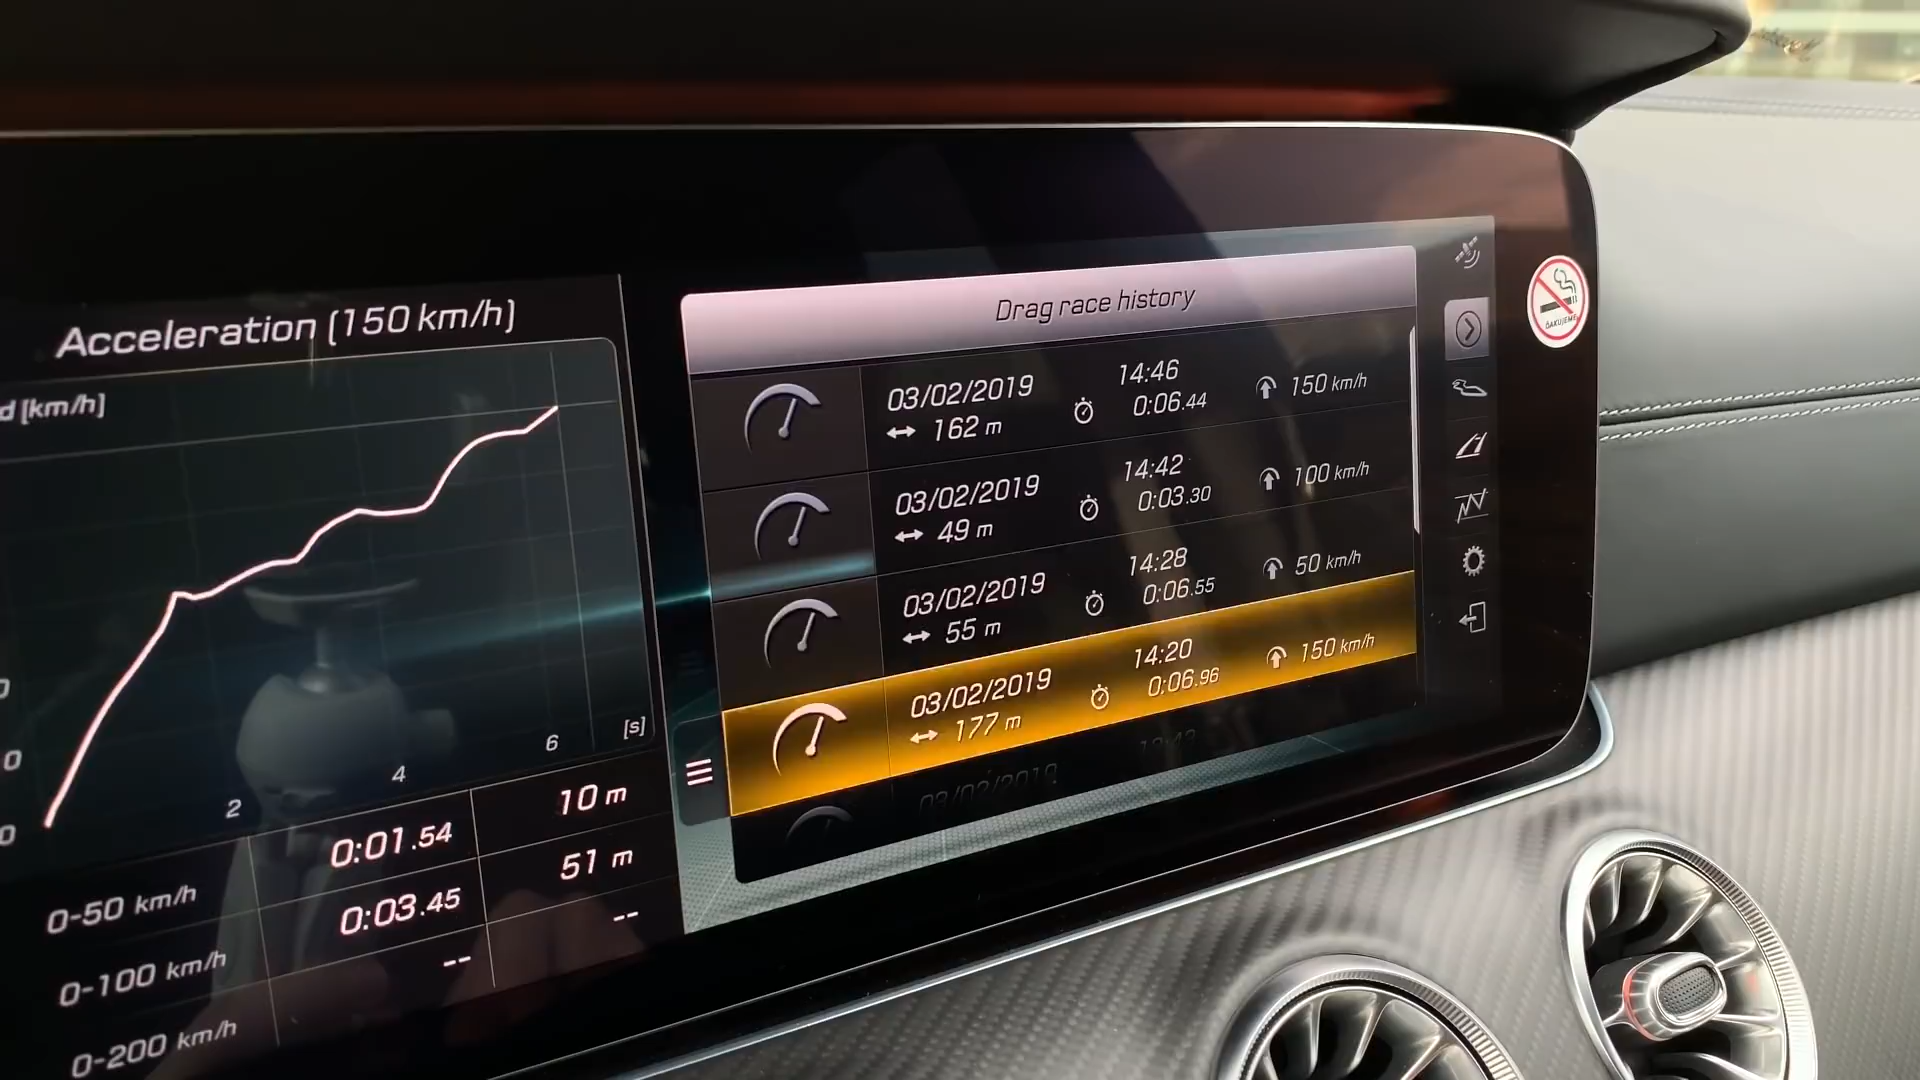 Acceleration (150 km/h)
d [km/h]
0
0
0
2
4
6
[s]
0-50 km/h 0:01.54 10 m
0-100 km/h 0:03.45 51 m
0-200 km/h -- --
Drag race history
03/02/2019 14:46
162 m 0:06.44 150 km/h
03/02/2019 14:42
49 m 0:03.30 100 km/h
03/02/2019 14:28
55 m 0:06.55 50 km/h
03/02/2019 14:20
177 m 0:06.96 150 km/h
03/02/2019
ĎAKUJEME